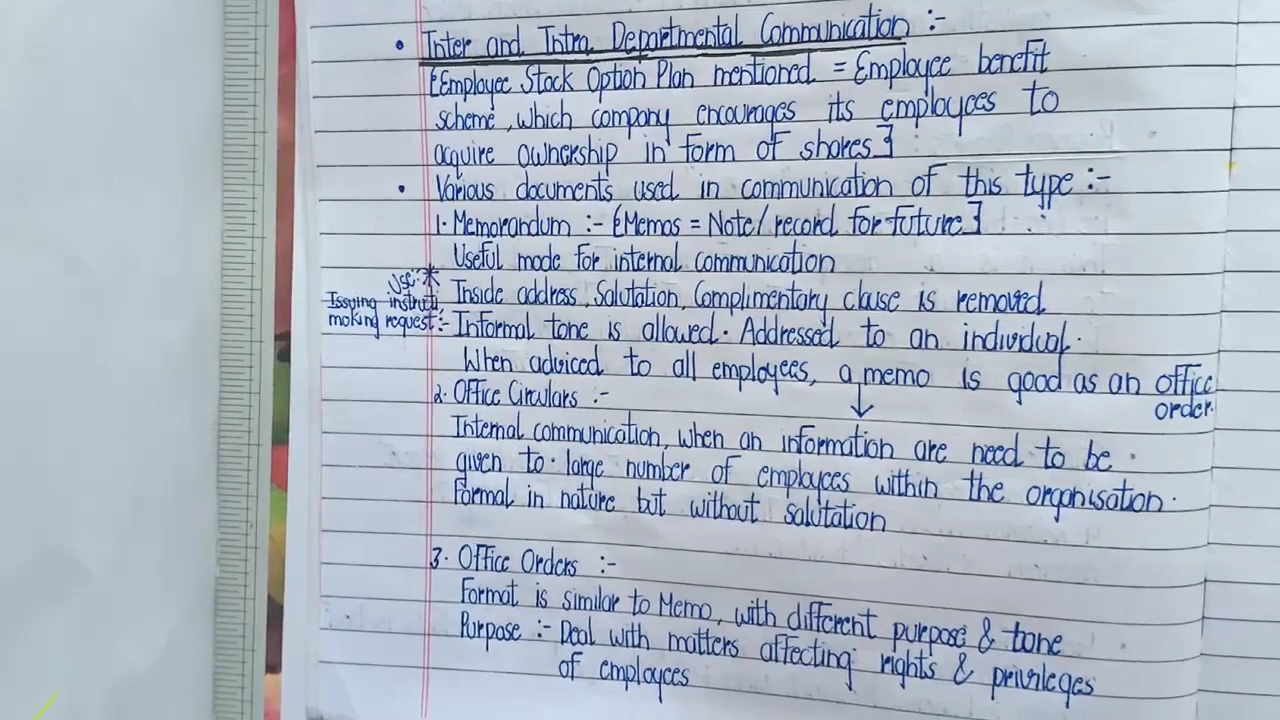 • Inter and Intra Departmental Communication :-
[Employee Stock Option Plan mentioned = Employee benefit
scheme, which company encourages its employees to
acquire ownership in form of shares]
• Various documents used in communication of this type :-
1. Memorandum :- [Memos = Note/record for future]
Useful mode for internal communication
Use:- *
Inside address, Salutation, Complimentary clause is removed.
Issuing instructi,
making request:-
Informal tone is allowed. Addressed to an individual.
When adviced to all employees, a memo is good as an office
order.
2. Office Circulars :-
Internal communication, when an information are need to be
given to large number of employees within the organisation.
Formal in nature but without salutation
3. Office Orders :-
Format is similar to Memo, with different purpose & tone
Purpose :- Deal with matters affecting rights & privileges
of employees